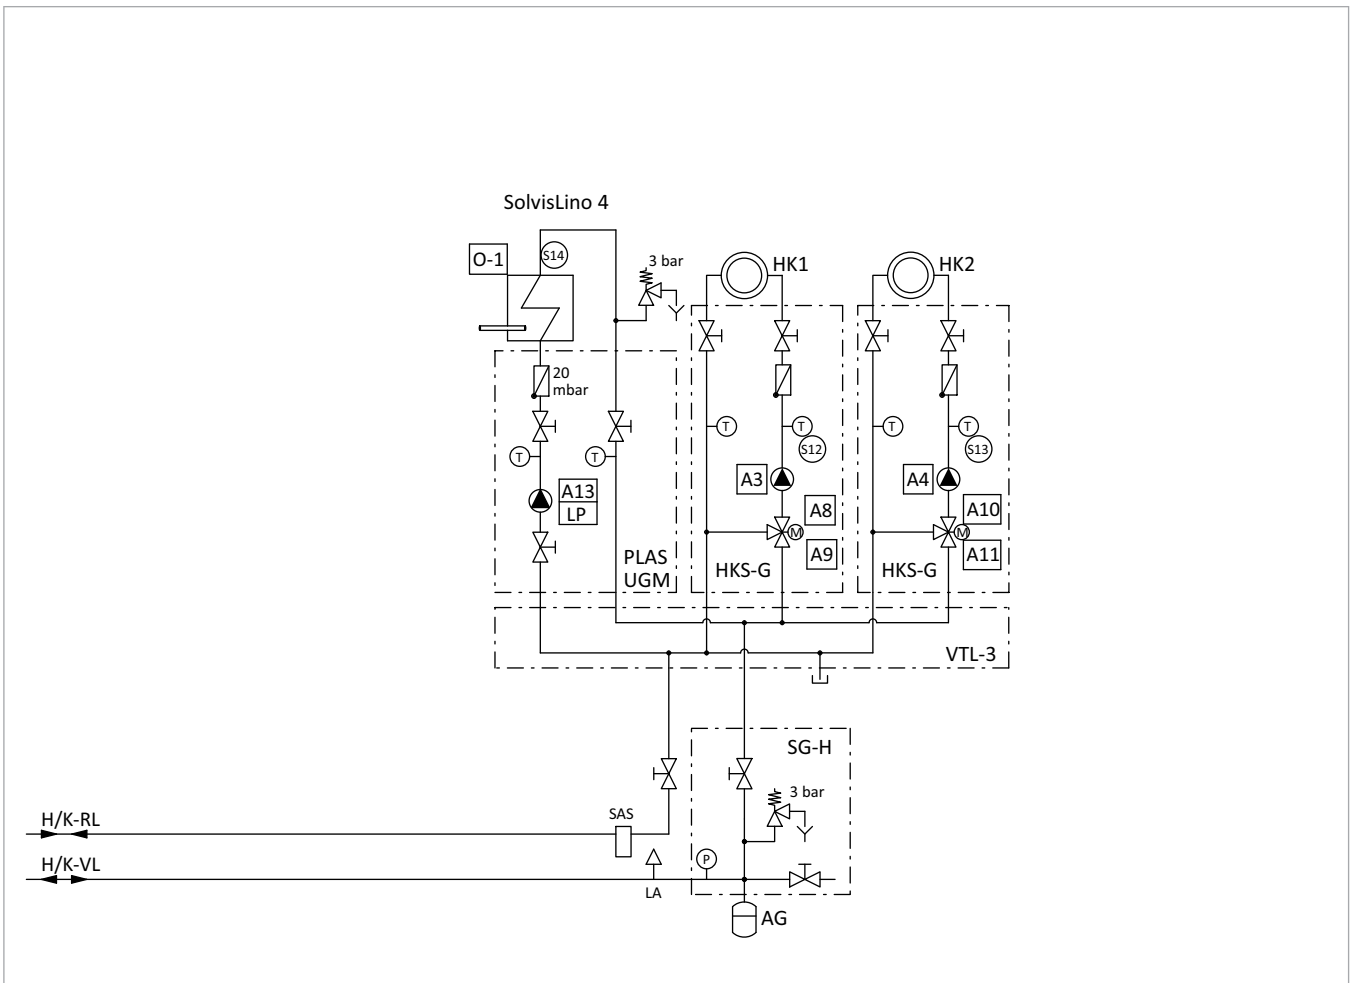 SolvisLino 4
O-1
S14
3 bar
HK1
HK2
20
mbar
T
T
T
T
S12
S13
T
T
A3
A4
A13
LP
A8
M
A9
A10
M
A11
PLAS
UGM
HKS-G
HKS-G
VTL-3
SG-H
3 bar
H/K-RL
SAS
H/K-VL
P
LA
AG